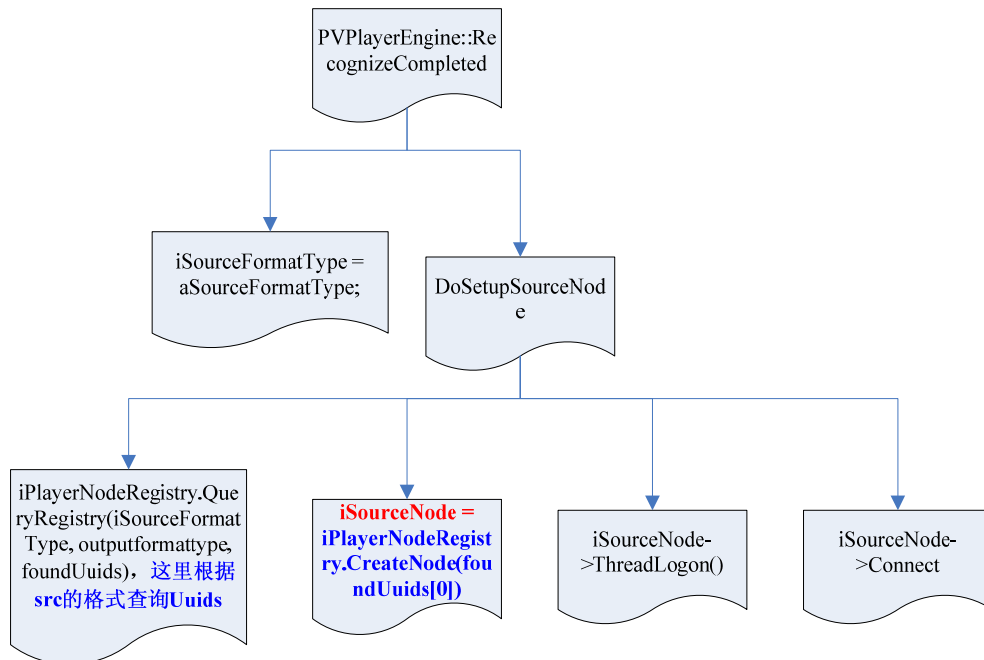 PVPlayerEngine::Re
cognizeCompleted
iSourceFormatType =
aSourceFormatType;
DoSetupSourceNod
e
iPlayerNodeRegistry.Que
ryRegistry(iSourceFormat
Type, outputformattype,
foundUuids)，这里根据
src的格式查询Uuids
iSourceNode =
iPlayerNodeRegist
ry.CreateNode(fou
ndUuids[0])
iSourceNode-
>ThreadLogon()
iSourceNode-
>Connect